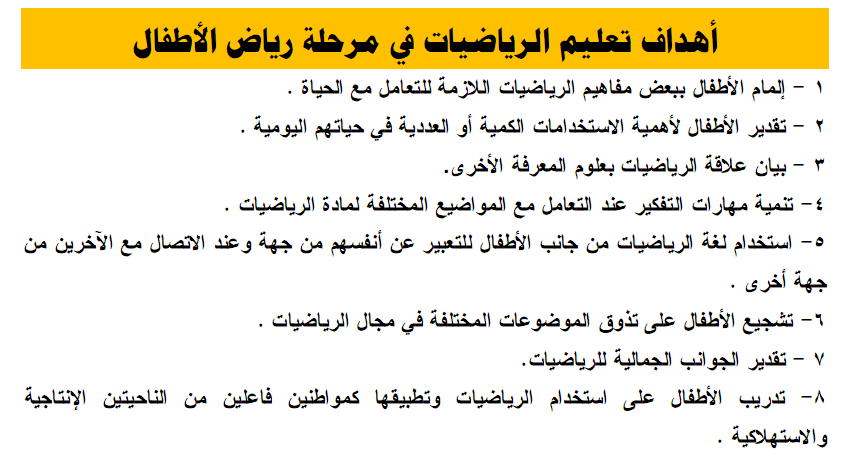 أهداف تعليم الرياضيات في مرحلة رياض الأطفال
١ - إلمام الأطفال ببعض مفاهيم الرياضيات اللازمة للتعامل مع الحياة .
٢ - تقدير الأطفال لأهمية الاستخدامات الكمية أو العددية في حياتهم اليومية .
٣ - بيان علاقة الرياضيات بعلوم المعرفة الأخرى.
٤- تنمية مهارات التفكير عند التعامل مع المواضيع المختلفة لمادة الرياضيات .
٥- استخدام لغة الرياضيات من جانب الأطفال للتعبير عن أنفسهم من جهة وعند الاتصال مع الآخرين من
جهة أخرى .
٦- تشجيع الأطفال على تذوق الموضوعات المختلفة في مجال الرياضيات .
٧ - تقدير الجوانب الجمالية للرياضيات.
٨- تدريب الأطفال على استخدام الرياضيات وتطبيقها كمواطنين فاعلين من الناحيتين الإنتاجية
والاستهلاكية .